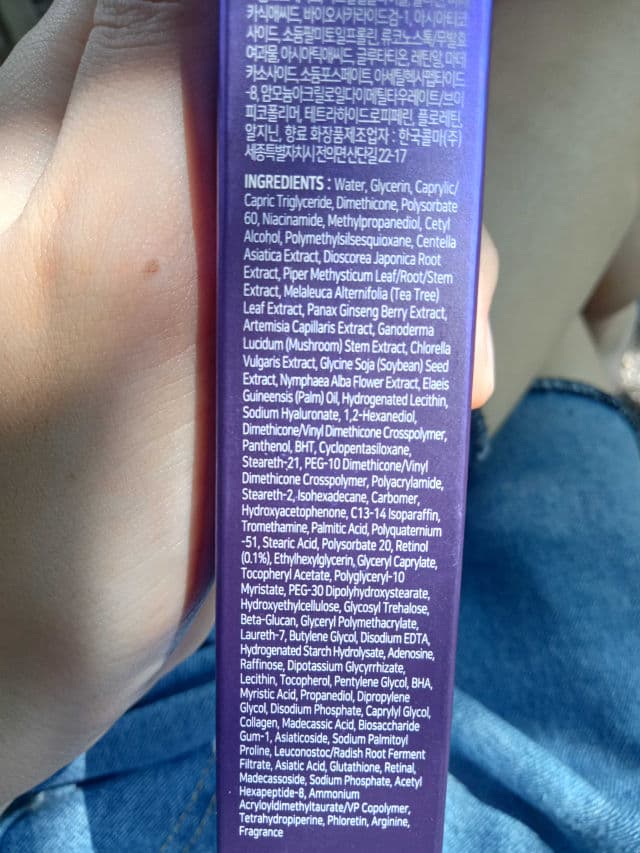 카식애씨드, 바이오사카라이드검-1, 아시아티코
사이드, 소듐팔미토일프롤린, 류코노스톡/무발효
여과물, 아시아틱애씨드, 글루타티온, 레틴알, 마데
카소사이드, 소듐포스페이트, 아세틸헥사펩타이드
-8, 암모늄아크릴로일다이메틸타우레이트/브이
피코폴리머, 테트라하이드로피페린, 플로레틴,
알지닌, 향료 화장품제조업자 : 한국콜마(주)
세종특별자치시 전의면 산단길 22-17
INGREDIENTS : Water, Glycerin, Caprylic/
Capric Triglyceride, Dimethicone, Polysorbate
60, Niacinamide, Methylpropanediol, Cetyl
Alcohol, Polymethylsilsesquioxane, Centella
Asiatica Extract, Dioscorea Japonica Root
Extract, Piper Methysticum Leaf/Root/Stem
Extract, Melaleuca Alternifolia (Tea Tree)
Leaf Extract, Panax Ginseng Berry Extract,
Artemisia Capillaris Extract, Ganoderma
Lucidum (Mushroom) Stem Extract, Chlorella
Vulgaris Extract, Glycine Soja (Soybean) Seed
Extract, Nymphaea Alba Flower Extract, Elaeis
Guineensis (Palm) Oil, Hydrogenated Lecithin,
Sodium Hyaluronate, 1,2-Hexanediol,
Dimethicone/Vinyl Dimethicone Crosspolymer,
Panthenol, BHT, Cyclopentasiloxane,
Steareth-21, PEG-10 Dimethicone/Vinyl
Dimethicone Crosspolymer, Polyacrylamide,
Steareth-2, Isohexadecane, Carbomer,
Hydroxyacetophenone, C13-14 Isoparaffin,
Tromethamine, Palmitic Acid, Polyquaternium
-51, Stearic Acid, Polysorbate 20, Retinol
(0.1%), Ethylhexylglycerin, Glyceryl Caprylate,
Tocopheryl Acetate, Polyglyceryl-10
Myristate, PEG-30 Dipolyhydroxystearate,
Hydroxyethylcellulose, Glycosyl Trehalose,
Beta-Glucan, Glyceryl Polymethacrylate,
Laureth-7, Butylene Glycol, Disodium EDTA,
Hydrogenated Starch Hydrolysate, Adenosine,
Raffinose, Dipotassium Glycyrrhizate,
Lecithin, Tocopherol, Pentylene Glycol, BHA,
Myristic Acid, Propanediol, Dipropylene
Glycol, Disodium Phosphate, Caprylyl Glycol,
Collagen, Madecassic Acid, Biosaccharide
Gum-1, Asiaticoside, Sodium Palmitoyl
Proline, Leuconostoc/Radish Root Ferment
Filtrate, Asiatic Acid, Glutathione, Retinal,
Madecassoside, Sodium Phosphate, Acetyl
Hexapeptide-8, Ammonium
Acryloyldimethyltaurate/VP Copolymer,
Tetrahydropiperine, Phloretin, Arginine,
Fragrance